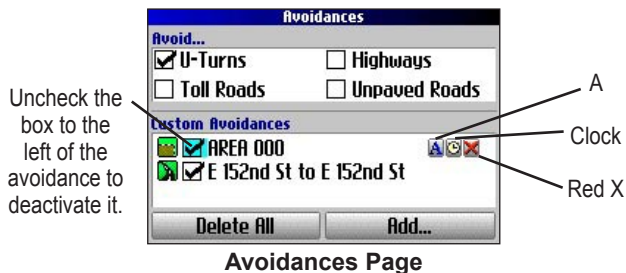 Avoidances
Avoid...
U-Turns Highways
Toll Roads Unpaved Roads
Custom Avoidances
AREA 000 A
E 152nd St to E 152nd St
Delete All Add...
Uncheck the
box to the
left of the
avoidance to
deactivate it.
A
Clock
Red X
Avoidances Page